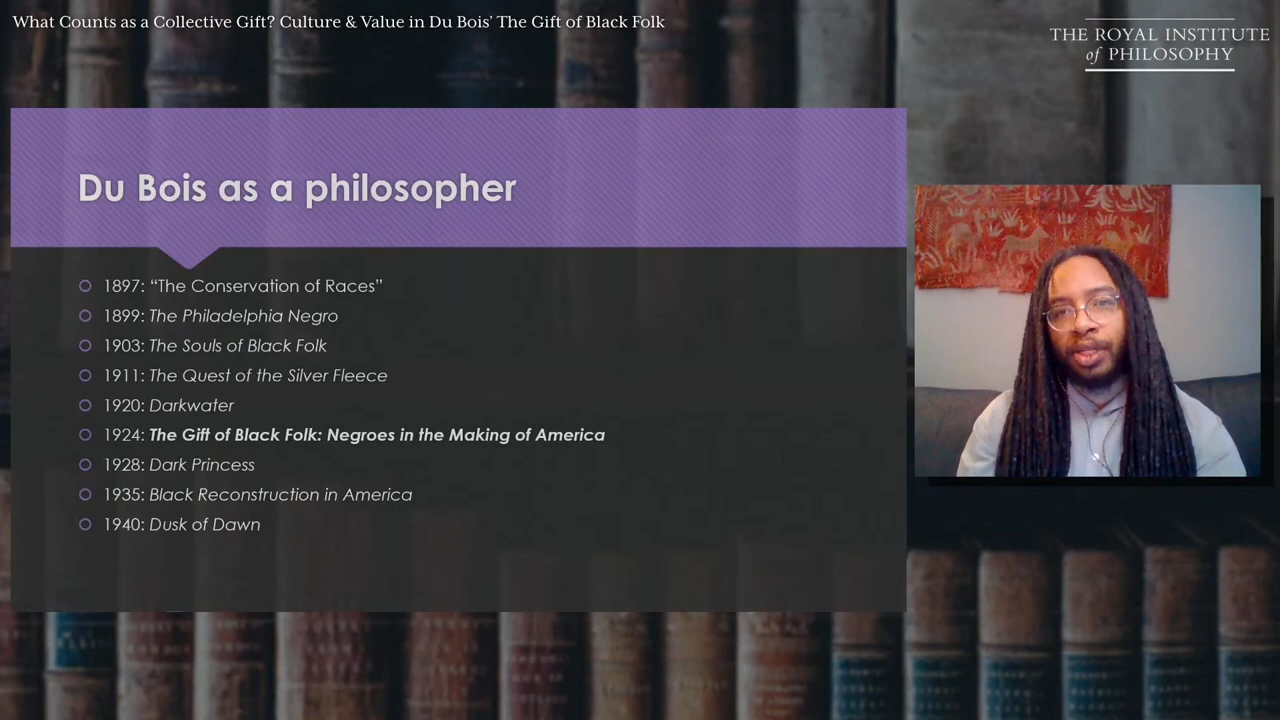 What Counts as a Collective Gift? Culture & Value in Du Bois’ The Gift of Black Folk
THE ROYAL INSTITUTE
of PHILOSOPHY
Du Bois as a philosopher
1897: “The Conservation of Races”
1899: The Philadelphia Negro
1903: The Souls of Black Folk
1911: The Quest of the Silver Fleece
1920: Darkwater
1924: The Gift of Black Folk: Negroes in the Making of America
1928: Dark Princess
1935: Black Reconstruction in America
1940: Dusk of Dawn